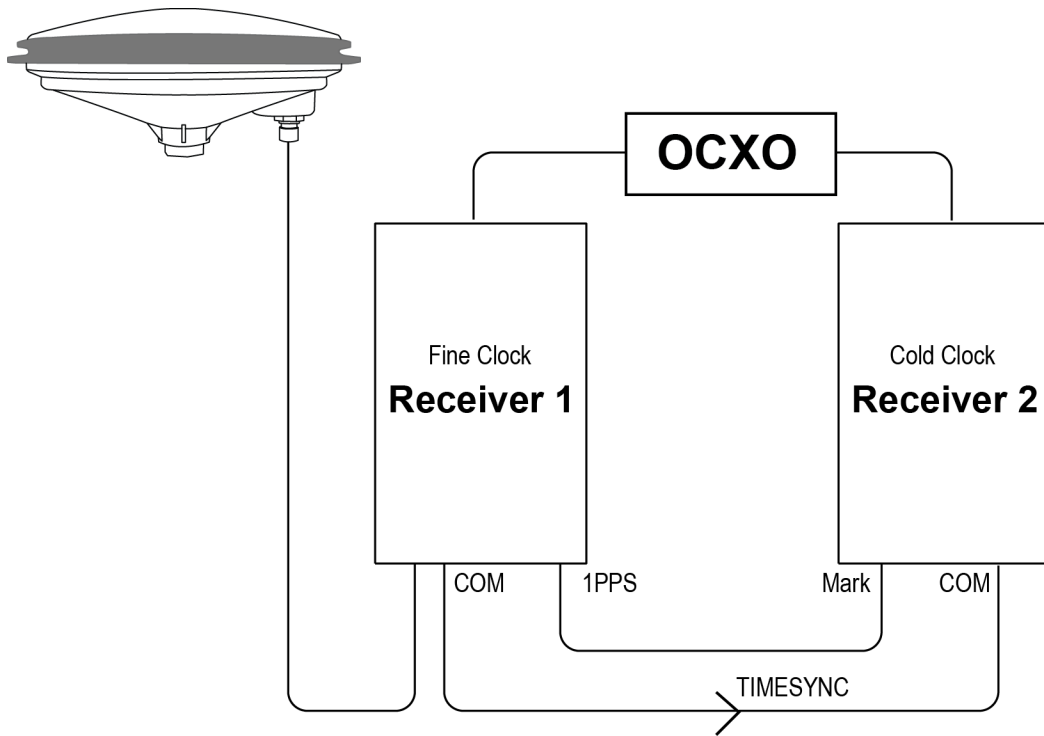 OCXO
Fine Clock
Receiver 1
Cold Clock
Receiver 2
COM
1PPS
Mark
COM
TIMESYNC